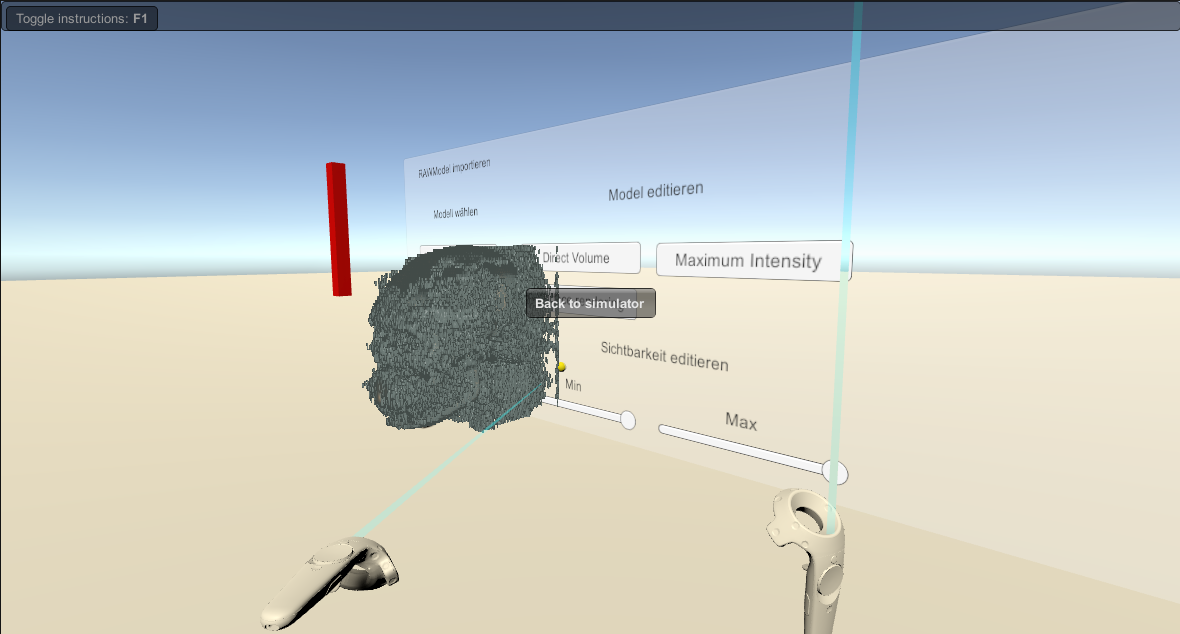 Toggle instructions: F1
RAWModel importieren
Model editieren
Modell wählen
Direct Volume
Maximum Intensity
Back to simulator
Sichtbarkeit editieren
Min
Max